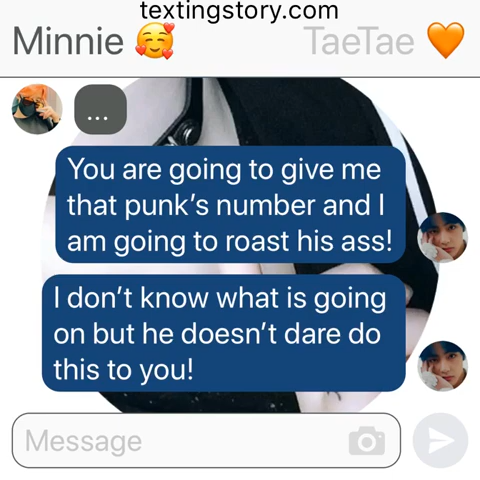 textingstory.com
Minnie 🥰 TaeTae 🧡
...
You are going to give me
that punk’s number and I
am going to roast his ass!
I don’t know what is going
on but he doesn’t dare do
this to you!
Message